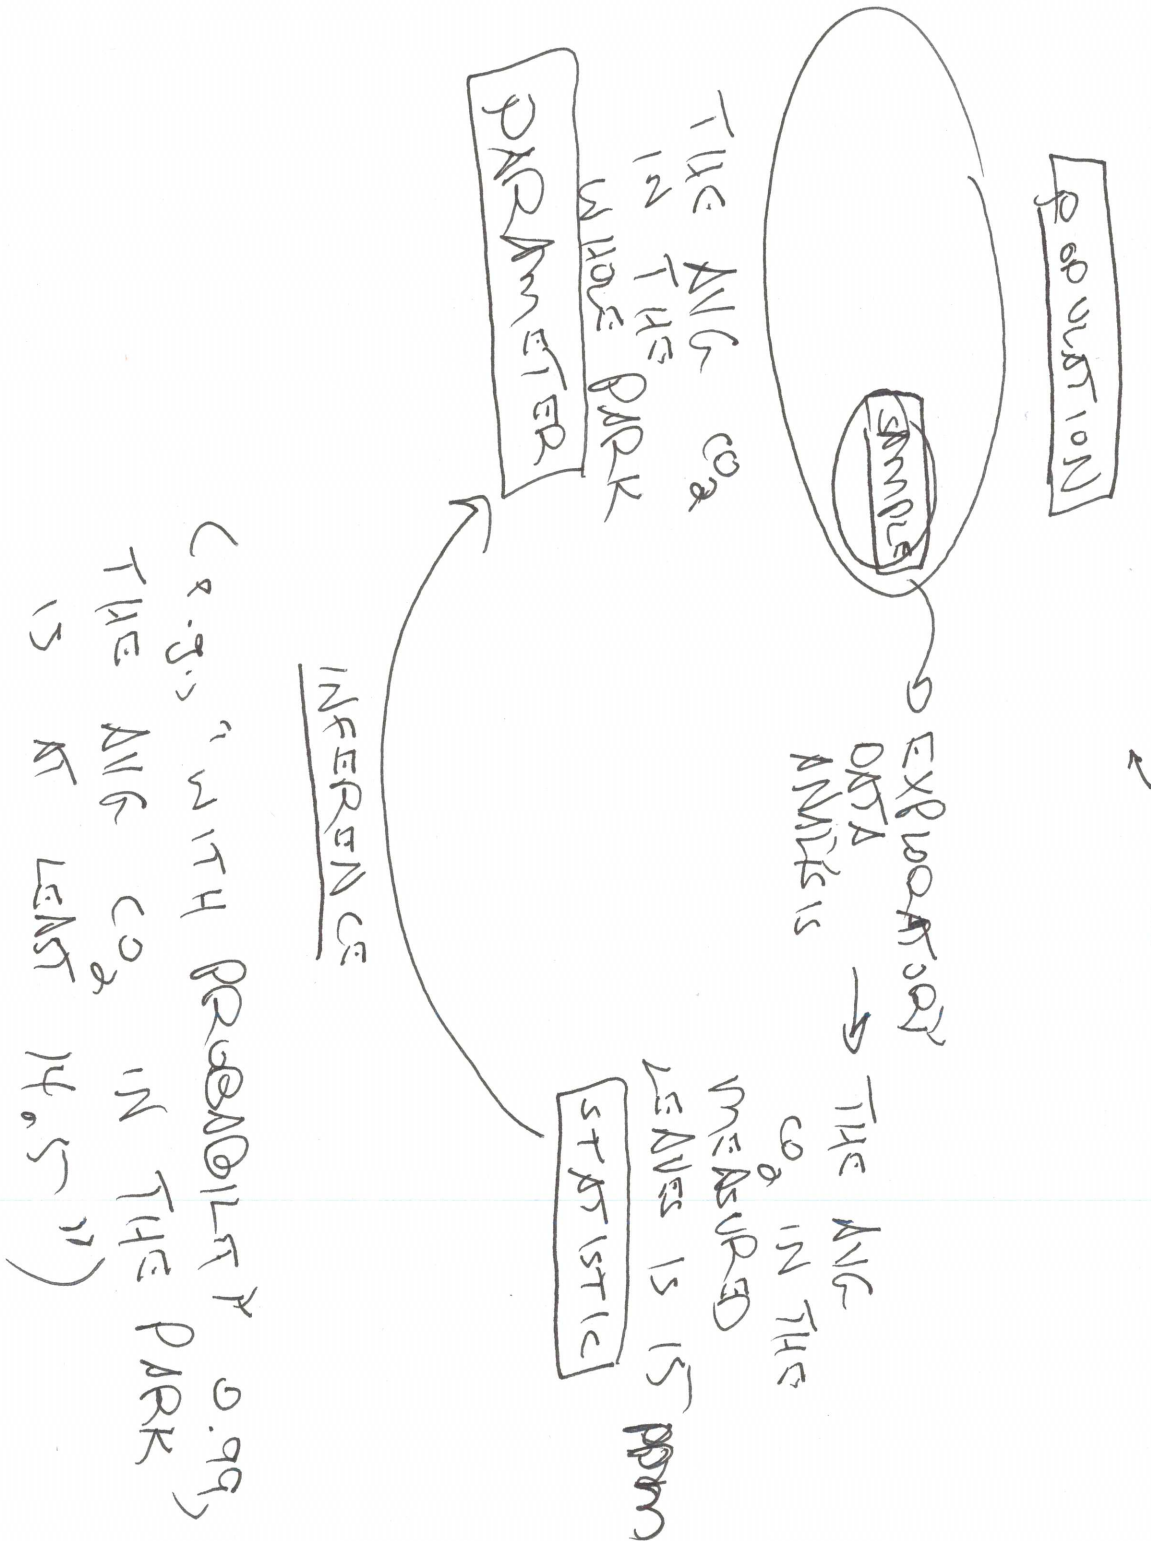 POPULATION
SAMPLE
EXPLORATORY
DATA
ANALYSIS
THE AVG
CO2 IN THE
MEASURED
LEAVES IS 15 ppm
STATISTIC
THE AVG CO2
IN THE
WHOLE PARK
PARAMETER
INFERENCE
(e.g., "WITH PROBABILITY 0.99,
THE AVG CO2 IN THE PARK
IS AT LEAST 14.5")